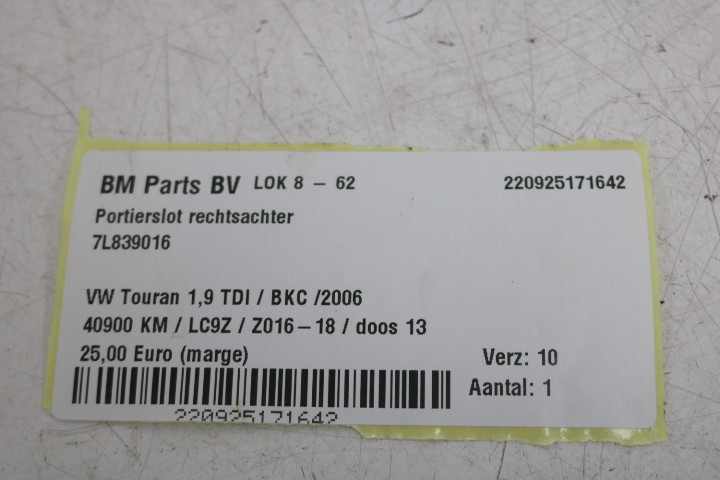 BM Parts BV LOK 8 – 62 220925171642
Portierslot rechtsachter
7L839016
VW Touran 1,9 TDI / BKC /2006
40900 KM / LC9Z / Z016–18 / doos 13
25,00 Euro (marge) Verz: 10
Aantal: 1
220925171642